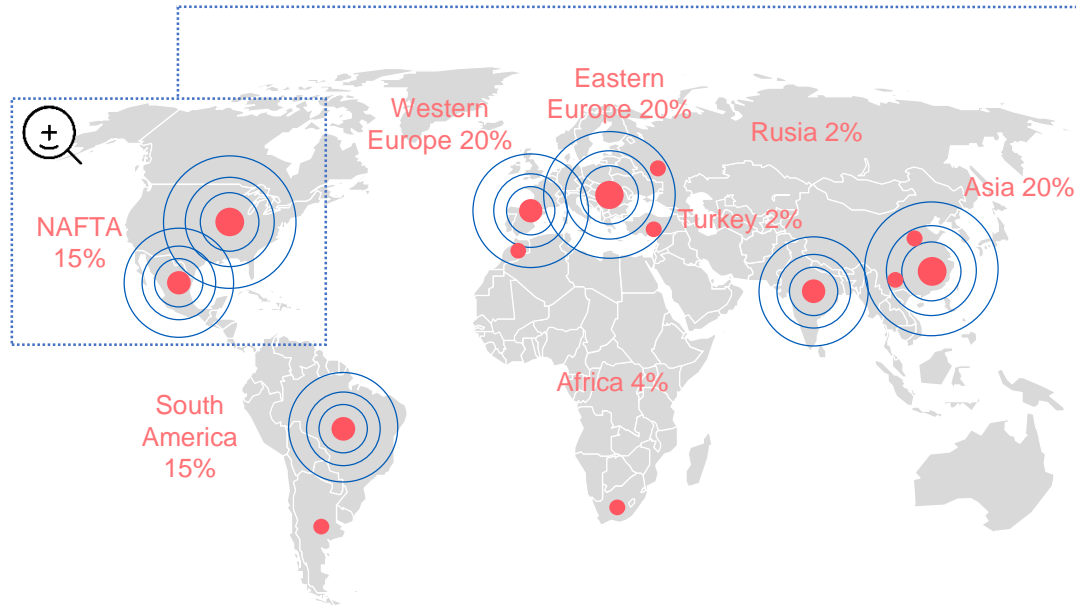 Western
Europe 20%
Eastern
Europe 20%
Rusia 2%
Asia 20%
NAFTA
15%
Turkey 2%
Africa 4%
South
America
15%